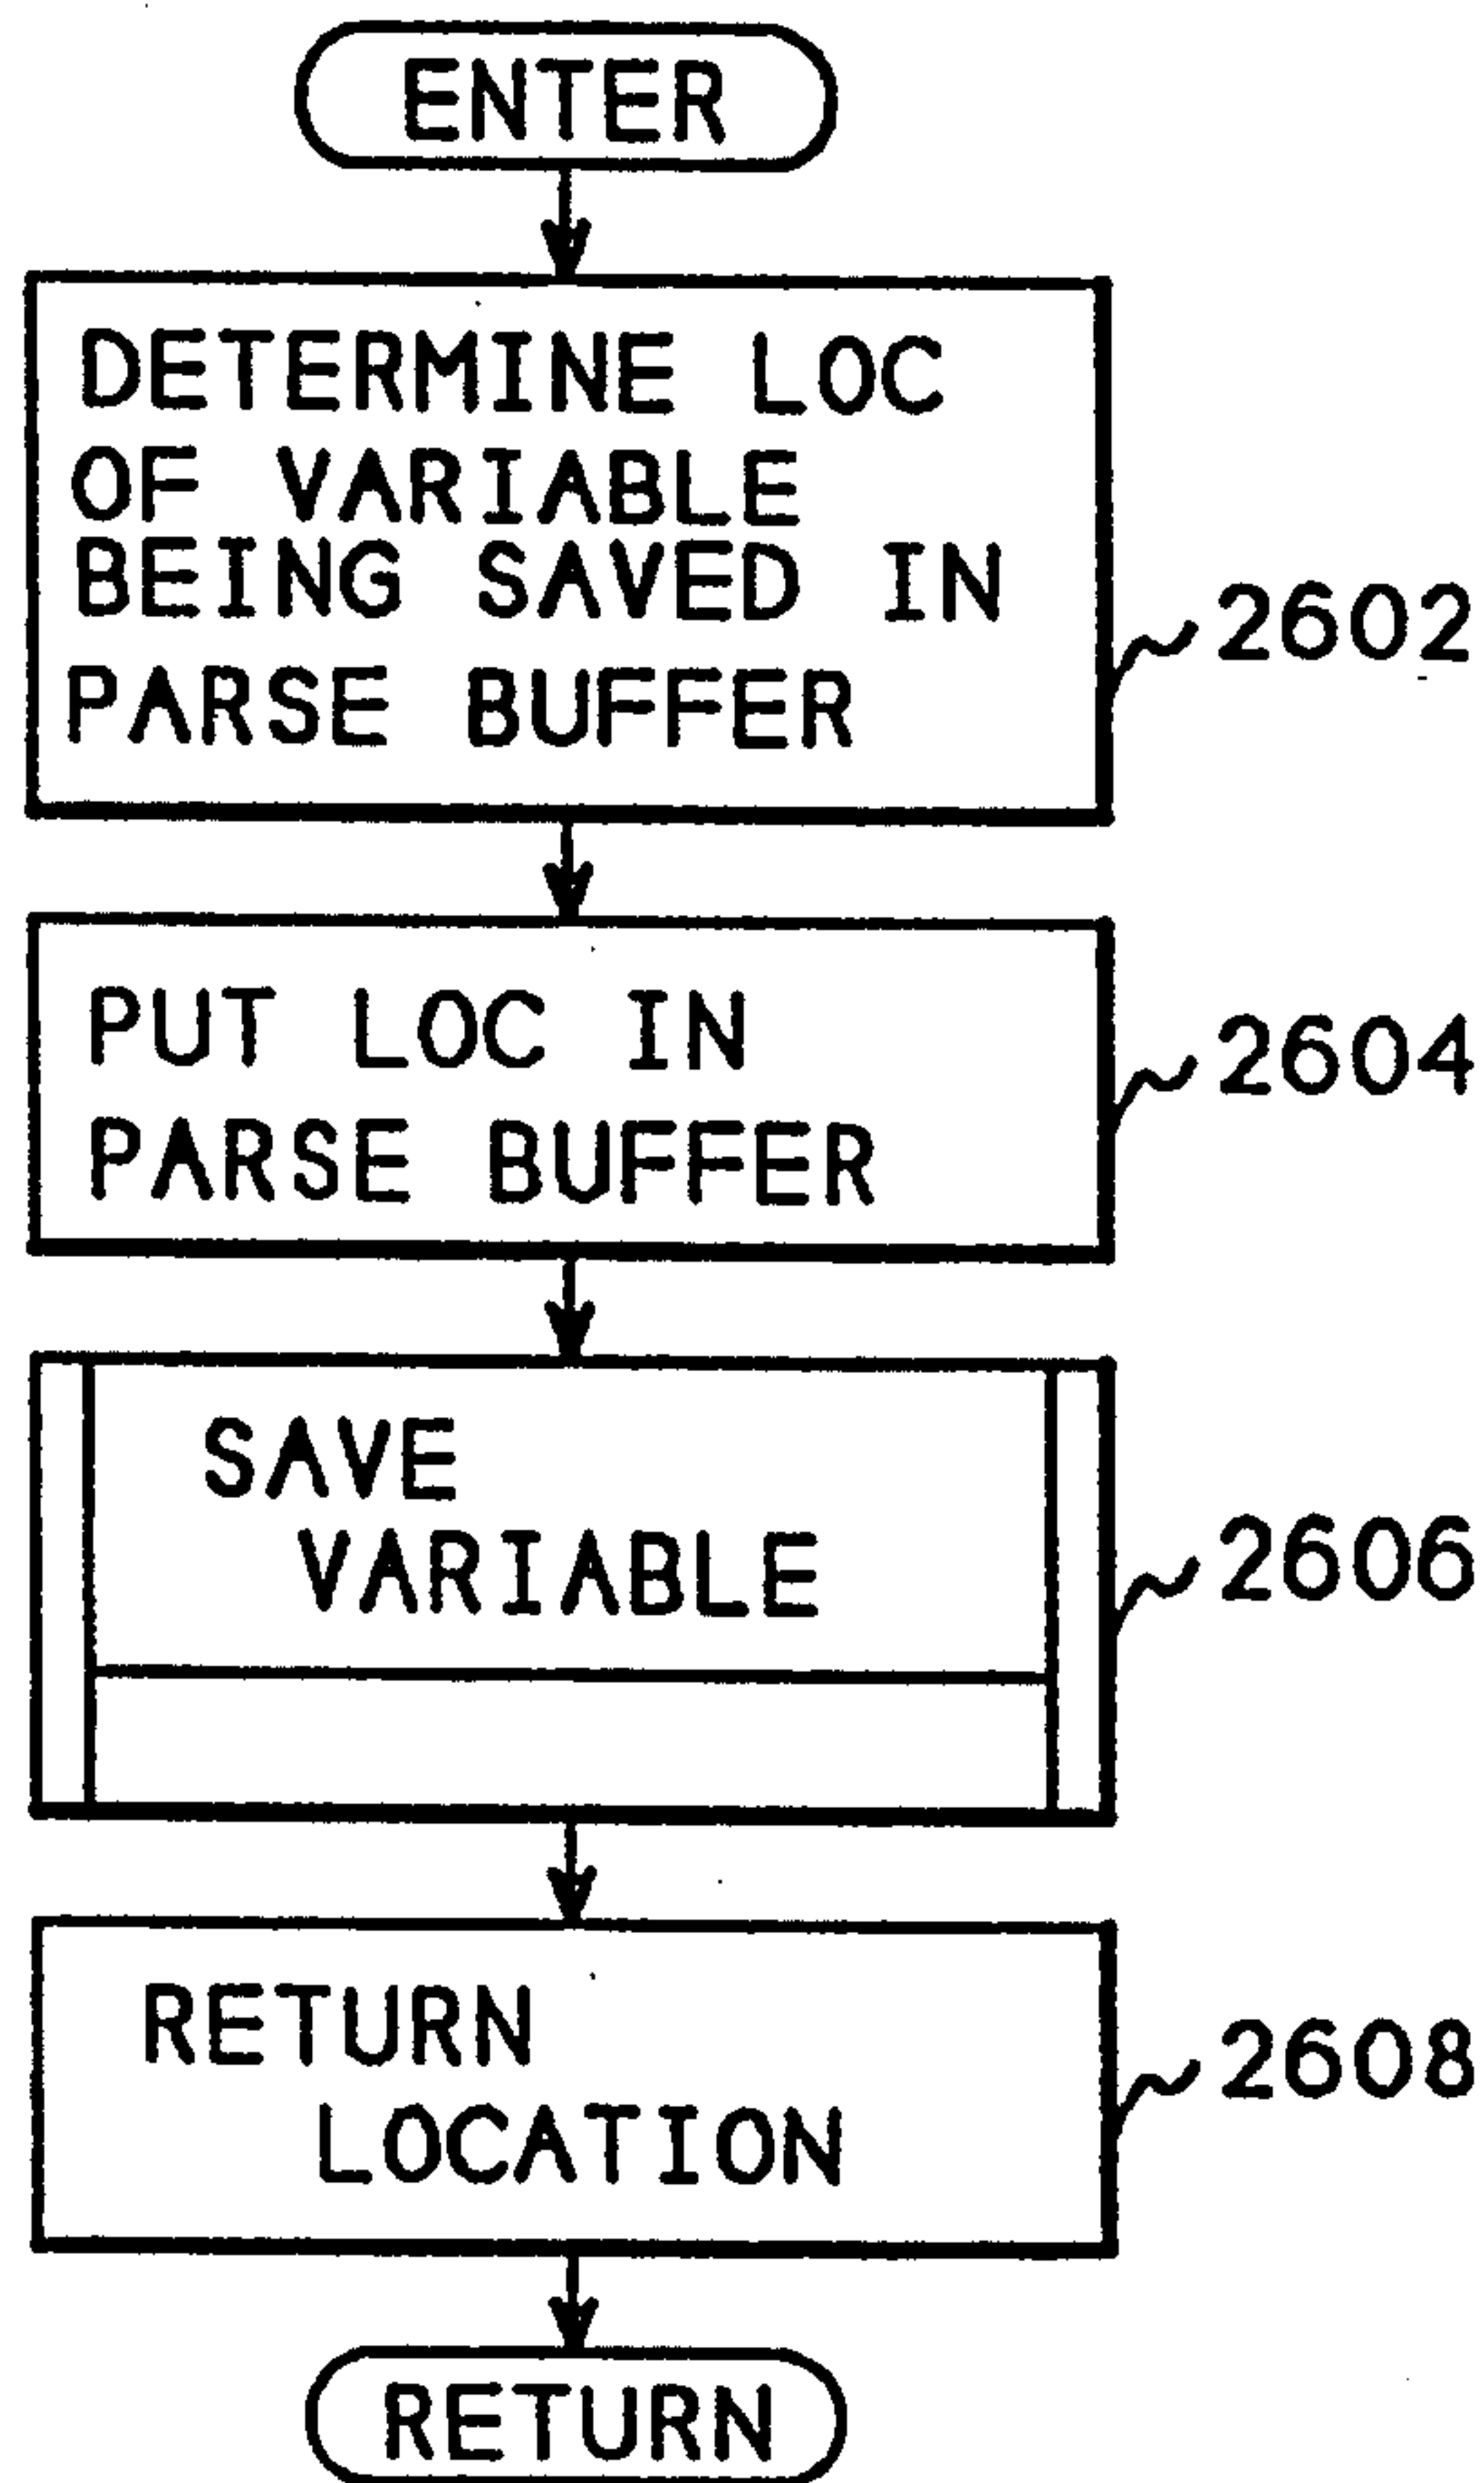 ENTER
DETERMINE LOC
OF VARIABLE
BEING SAVED IN
PARSE BUFFER
2602
PUT LOC IN
PARSE BUFFER
2604
SAVE
VARIABLE
2606
RETURN
LOCATION
2608
RETURN